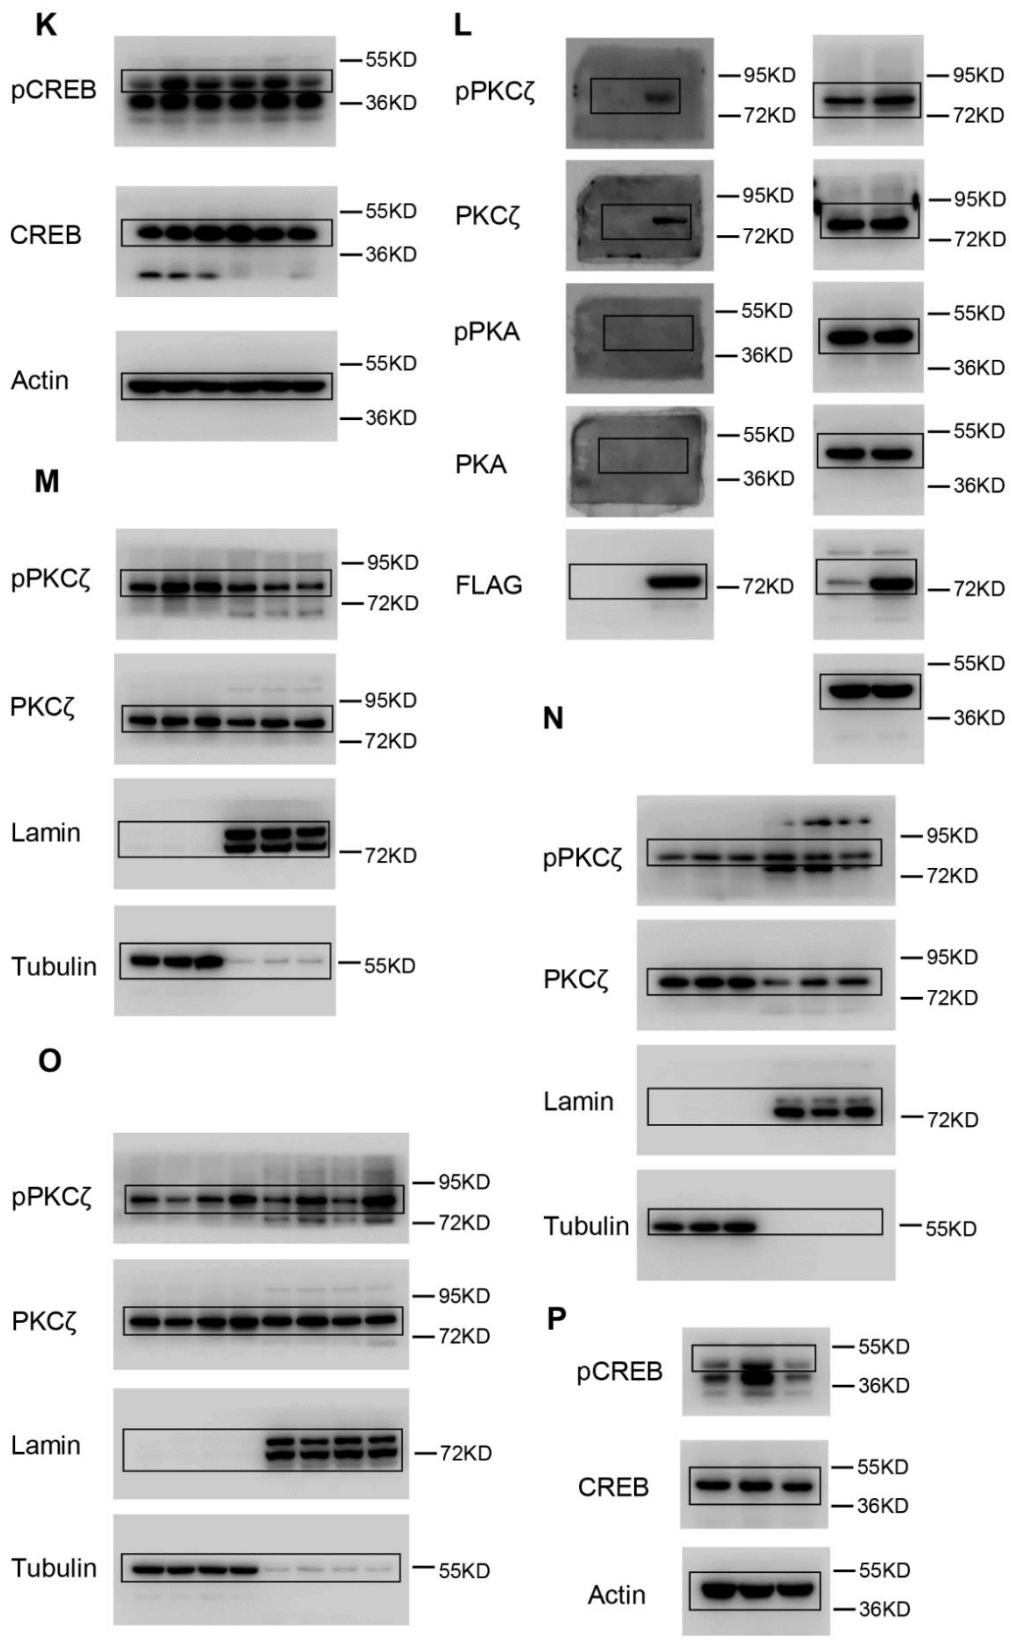 K
pCREB
55KD
36KD
CREB
55KD
36KD
Actin
55KD
36KD
L
pPKCζ
95KD
72KD
95KD
72KD
PKCζ
95KD
72KD
95KD
72KD
pPKA
55KD
36KD
55KD
36KD
PKA
55KD
36KD
55KD
36KD
FLAG
72KD
72KD
55KD
36KD
M
pPKCζ
95KD
72KD
PKCζ
95KD
72KD
Lamin
72KD
Tubulin
55KD
N
pPKCζ
95KD
72KD
PKCζ
95KD
72KD
Lamin
72KD
Tubulin
55KD
O
pPKCζ
95KD
72KD
PKCζ
95KD
72KD
Lamin
72KD
Tubulin
55KD
P
pCREB
55KD
36KD
CREB
55KD
36KD
Actin
55KD
36KD